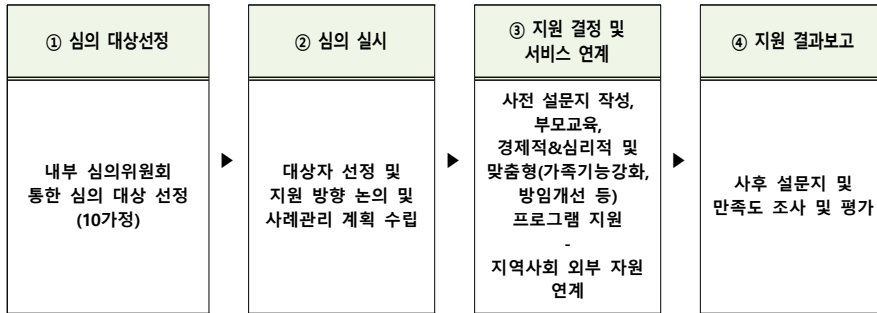 ① 심의 대상선정
내부 심의위원회
통한 심의 대상 선정
(10가정)
▶
② 심의 실시
대상자 선정 및
지원 방향 논의 및
사례관리 계획 수립
▶
③ 지원 결정 및
서비스 연계
사전 설문지 작성,
부모교육,
경제적&심리적 및
맞춤형(가족기능강화,
방임개선 등)
프로그램 지원
-
지역사회 외부 자원
연계
▶
④ 지원 결과보고
사후 설문지 및
만족도 조사 및 평가